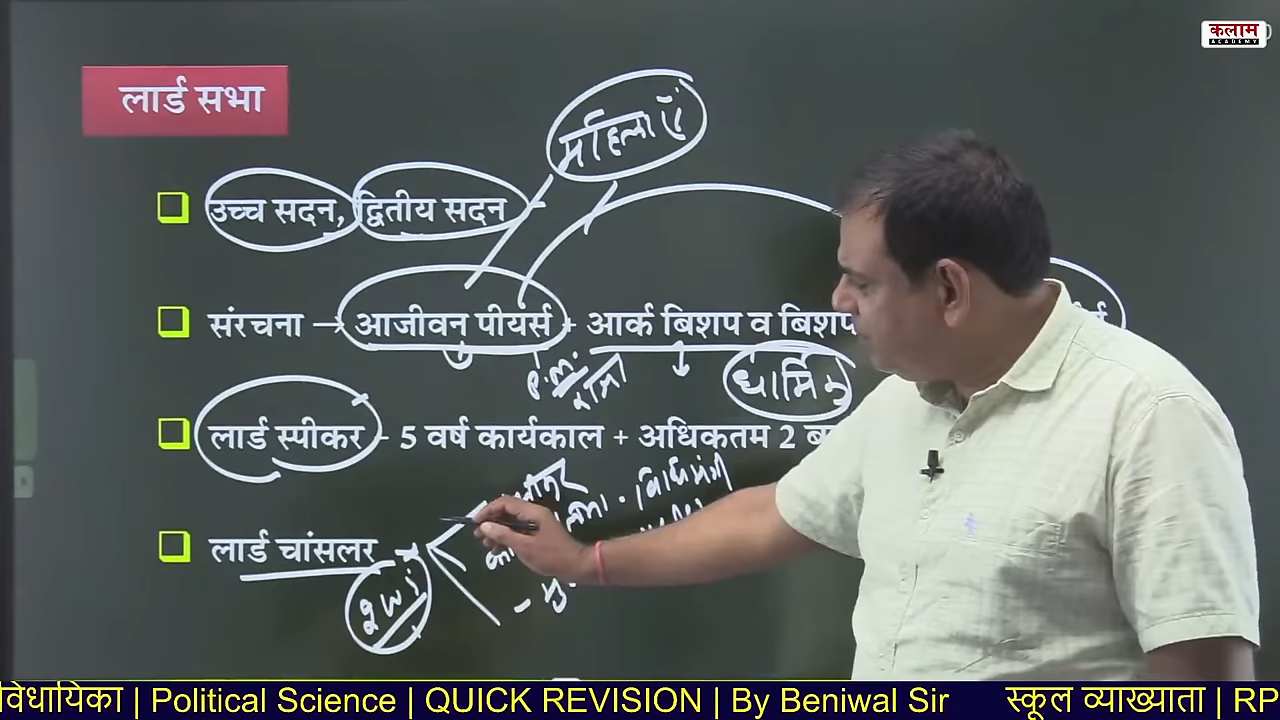 कलाम
ACADEMY
लार्ड सभा
महिलाएँ
उच्च सदन, द्वितीय सदन
संरचना → आजीवन पीयर्स + आर्क बिशप व बिशप
P.M.
धार्मिक
लार्ड स्पीकर - 5 वर्ष कार्यकाल + अधिकतम 2
विधिमंत्री
लार्ड चांसलर
विधायिका | Political Science | QUICK REVISION | By Beniwal Sir स्कूल व्याख्याता | RP